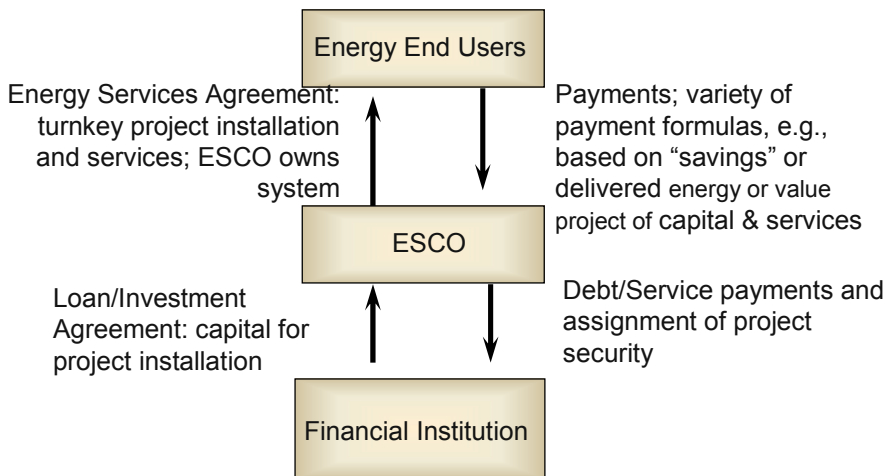 Energy End Users
Energy Services Agreement:
turnkey project installation
and services; ESCO owns
system
Payments; variety of
payment formulas, e.g.,
based on “savings” or
delivered energy or value
project of capital & services
ESCO
Loan/Investment
Agreement: capital for
project installation
Debt/Service payments and
assignment of project
security
Financial Institution